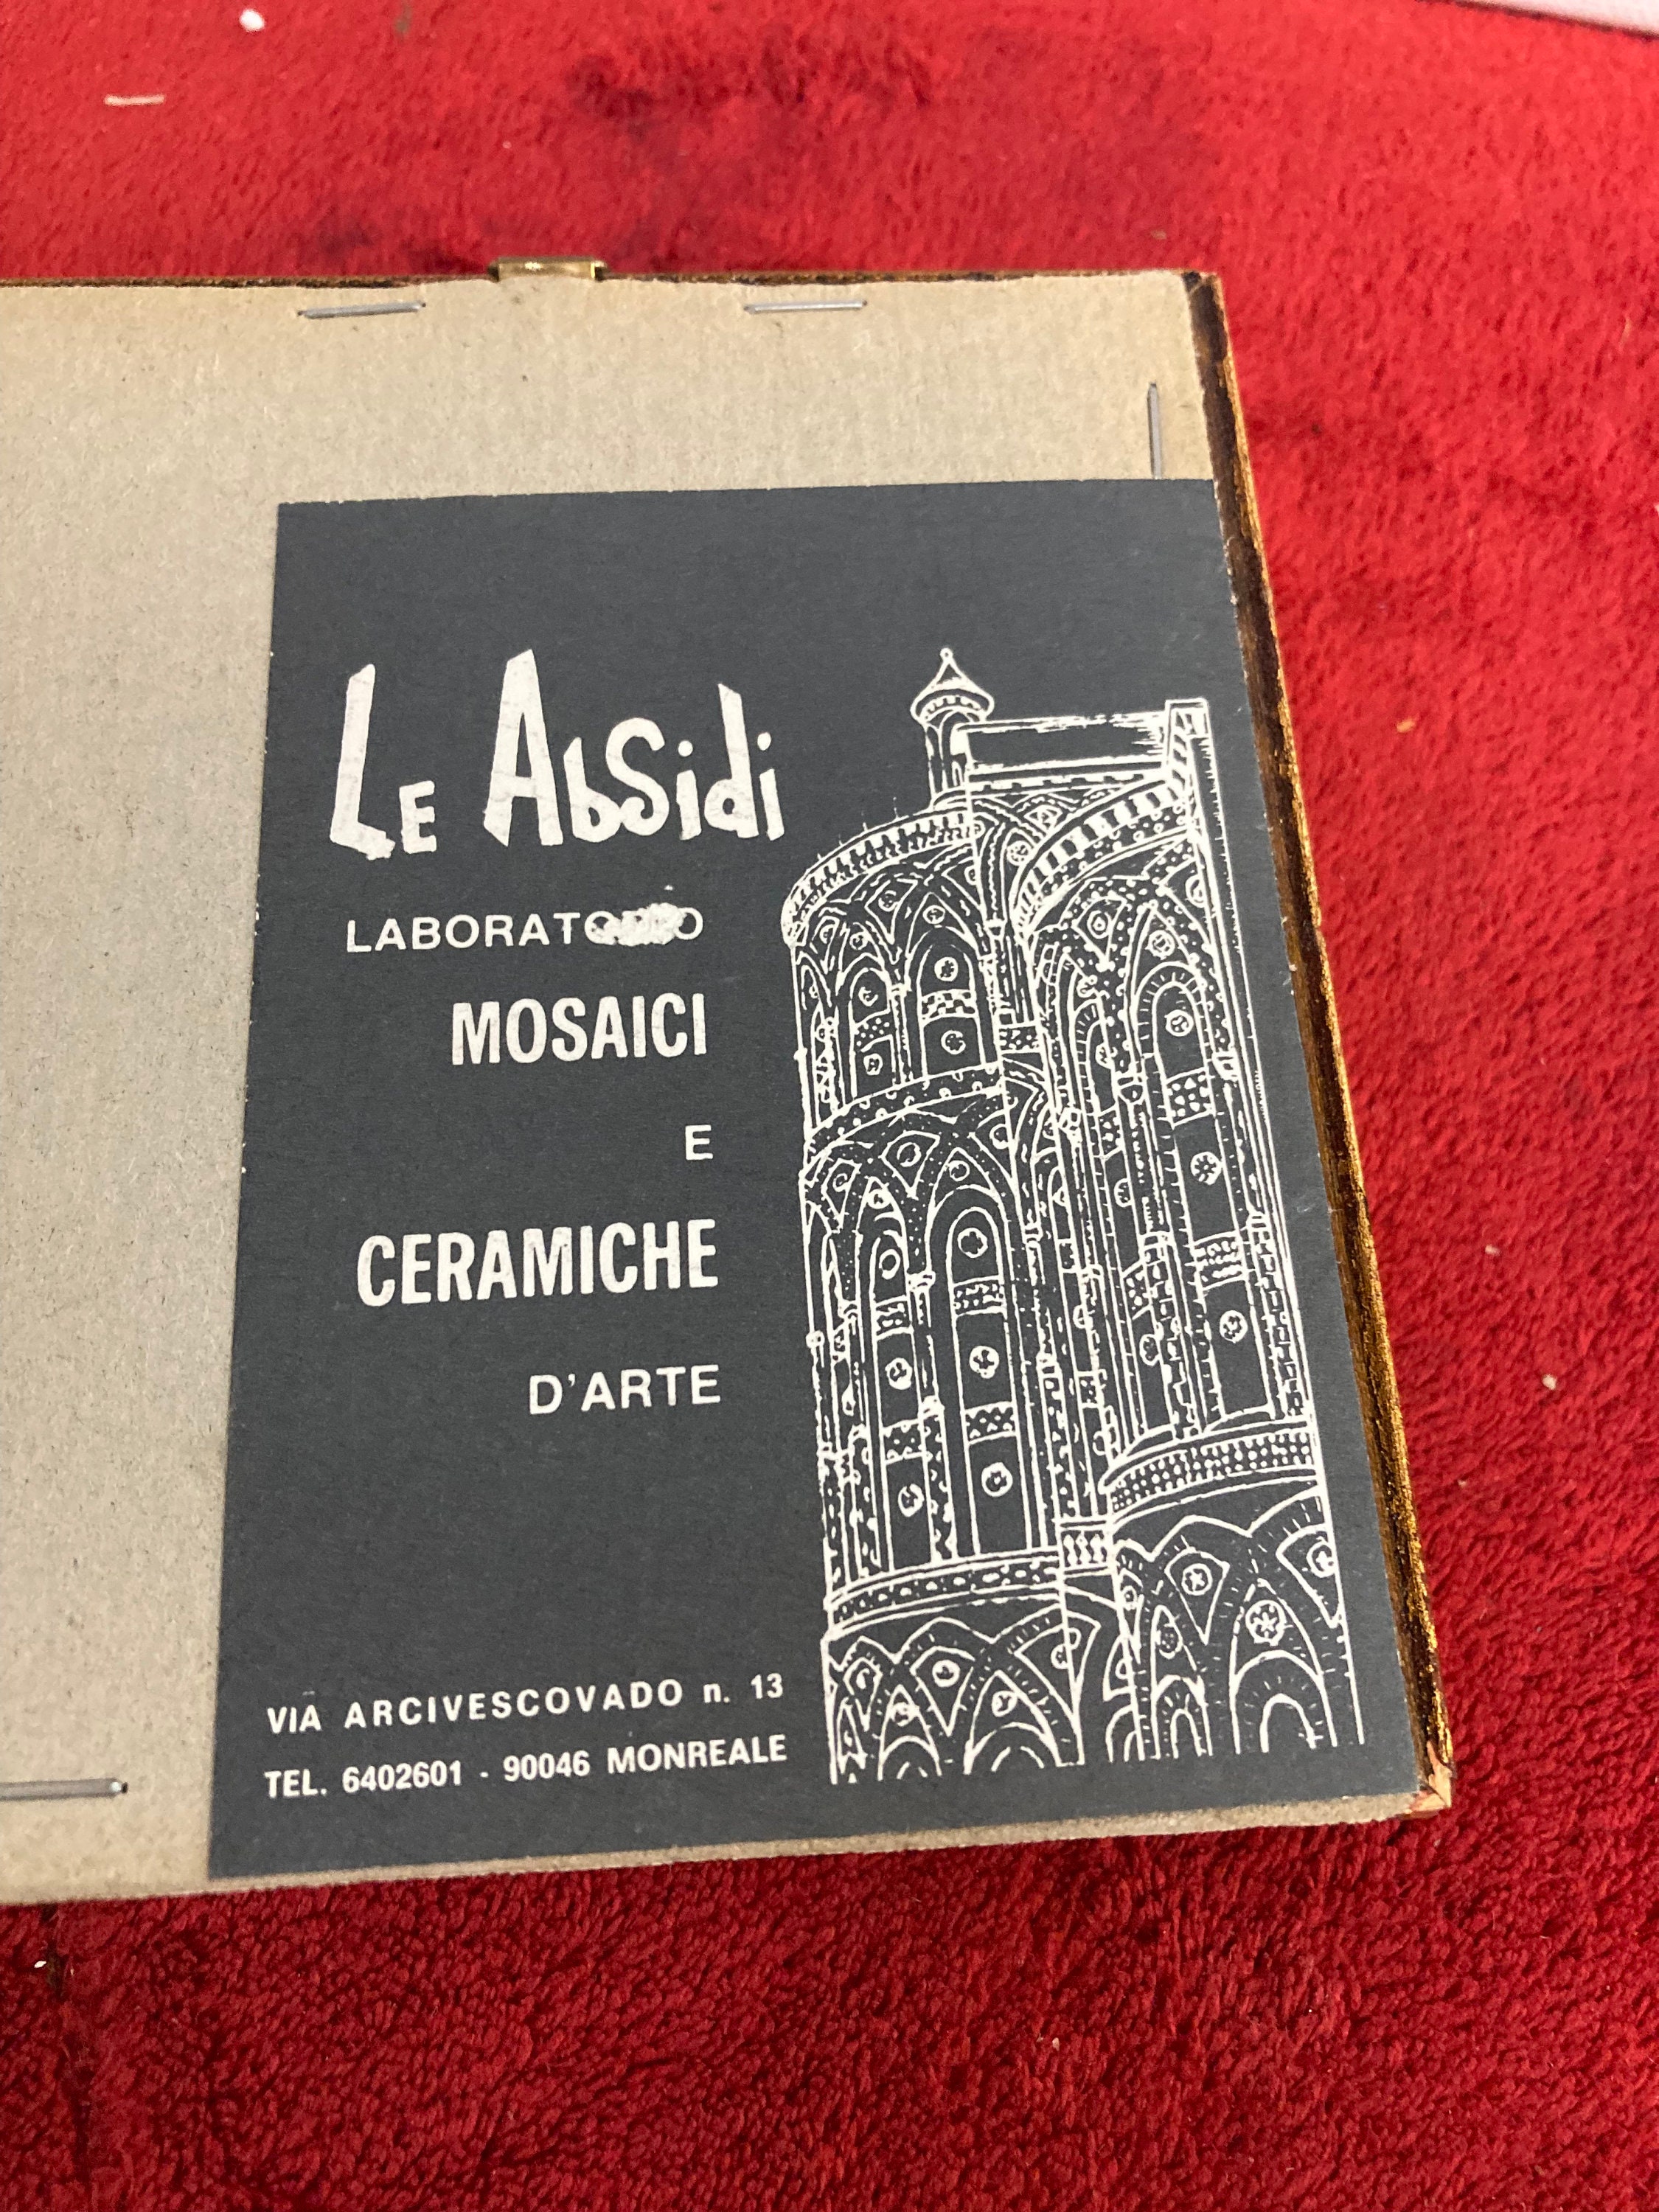 LE AbSidi
LABORATORIO
MOSAICI
E
CERAMICHE
D'ARTE
VIA ARCIVESCOVADO n. 13
TEL. 6402601 - 90046 MONREALE